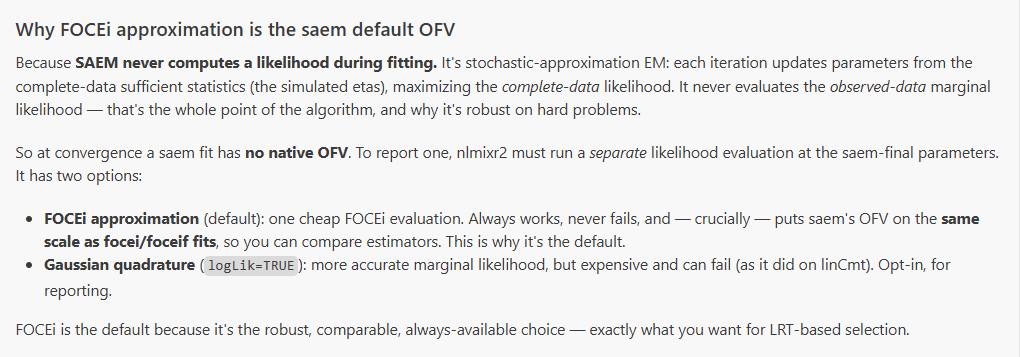 Why FOCEi approximation is the saem default OFV
Because SAEM never computes a likelihood during fitting. It's stochastic-approximation EM: each iteration updates parameters from the
complete-data sufficient statistics (the simulated etas), maximizing the complete-data likelihood. It never evaluates the observed-data marginal
likelihood — that's the whole point of the algorithm, and why it's robust on hard problems.
So at convergence a saem fit has no native OFV. To report one, nlmixr2 must run a separate likelihood evaluation at the saem-final parameters.
It has two options:
• FOCEi approximation (default): one cheap FOCEi evaluation. Always works, never fails, and — crucially — puts saem's OFV on the same
scale as focei/foceif fits, so you can compare estimators. This is why it's the default.
• Gaussian quadrature (logLik=TRUE): more accurate marginal likelihood, but expensive and can fail (as it did on linCmt). Opt-in, for
reporting.
FOCEi is the default because it's the robust, comparable, always-available choice — exactly what you want for LRT-based selection.